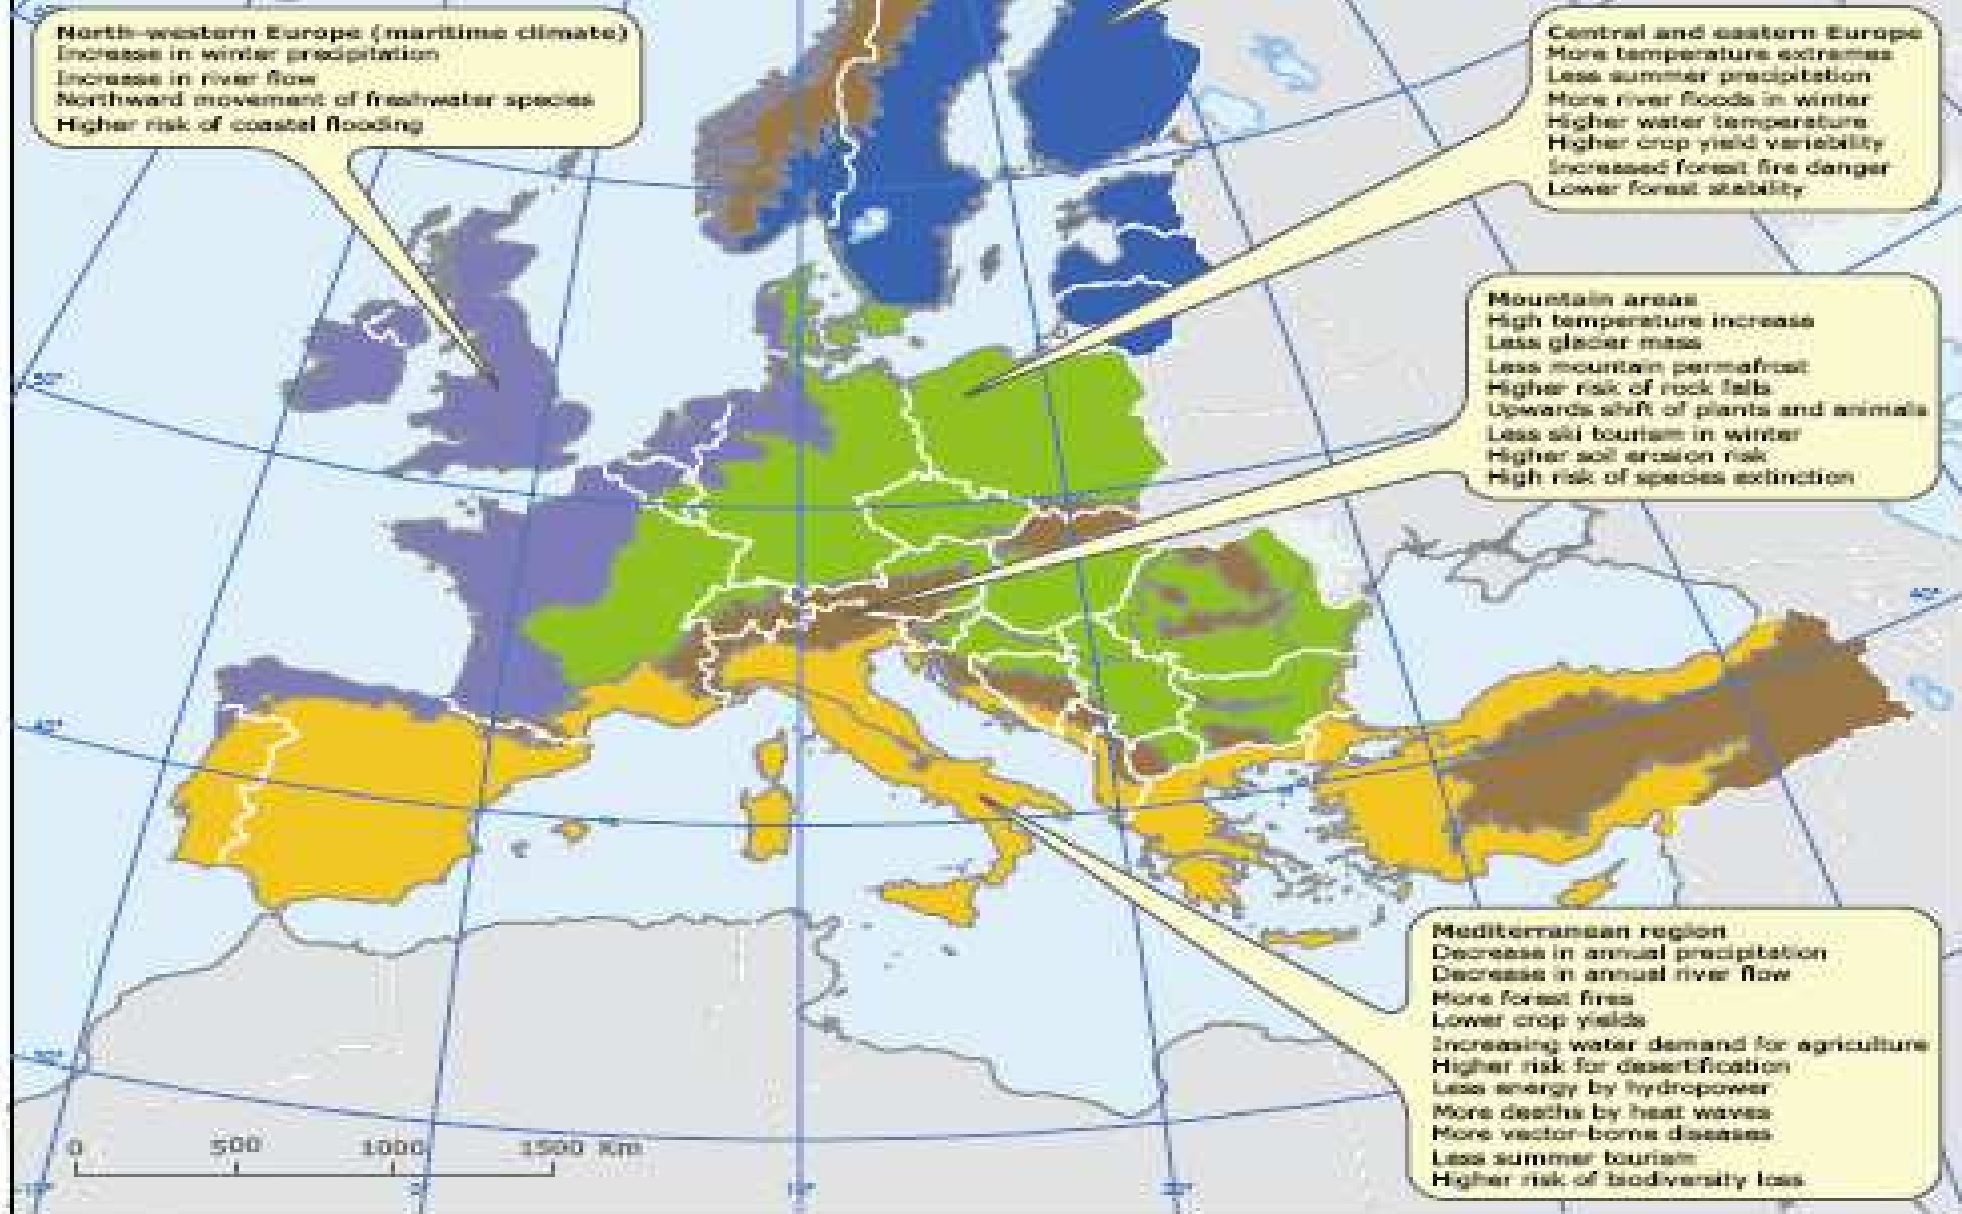 North-western Europe (maritime climate)
Increase in winter precipitation
Increase in river flow
Northward movement of freshwater species
Higher risk of coastal flooding
Central and eastern Europe
More temperature extremes
Less summer precipitation
More river floods in winter
Higher water temperature
Higher crop yield variability
Increased forest fire danger
Lower forest stability
Mountain areas
High temperature increase
Less glacier mass
Less mountain permafrost
Higher risk of rock falls
Upwards shift of plants and animals
Less ski tourism in winter
Higher soil erosion risk
High risk of species extinction
50°
40°
40°
Mediterranean region
Decrease in annual precipitation
Decrease in annual river flow
More forest fires
Lower crop yields
Increasing water demand for agriculture
Higher risk for desertification
Less energy by hydropower
More deaths by heat waves
More vector-borne diseases
Less summer tourism
Higher risk of biodiversity loss
30°
0 500 1000 1500 Km